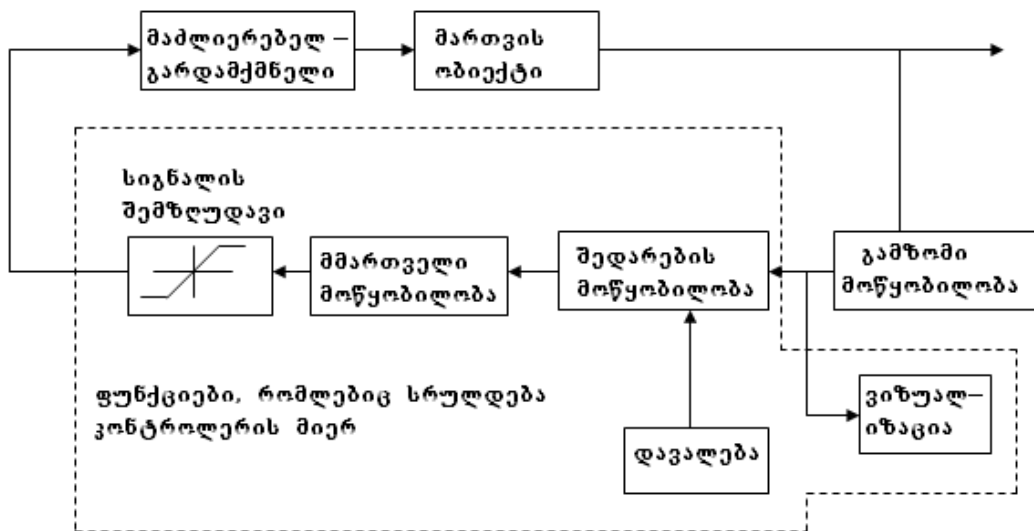 მაძლიერებელ –
გარდამქმნელი
მართვის
ობიექტი
სიგნალის
შემზღუდავი
მმართველი
მოწყობილობა
შედარების
მოწყობილობა
გამზომი
მოწყობილობა
ფუნქციები, რომლებიც სრულდება
კონტროლერის მიერ
დავალება
ვიზუალ–
იზაცია